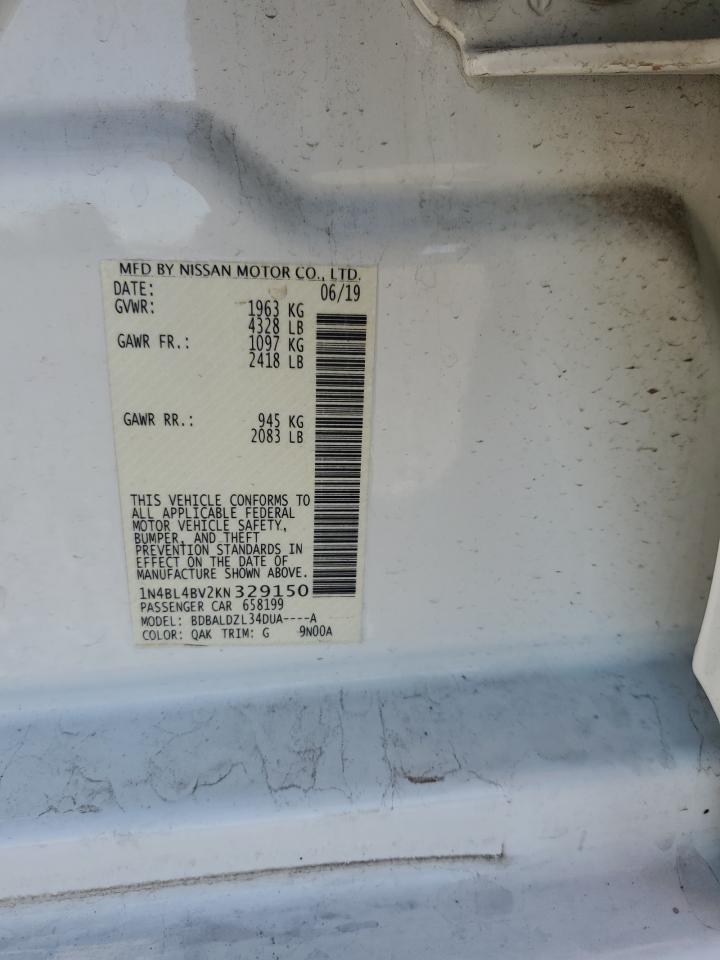 MFD BY NISSAN MOTOR CO., LTD.
DATE: 06/19
GVWR: 1963 KG
4328 LB
GAWR FR.: 1097 KG
2418 LB
GAWR RR.: 945 KG
2083 LB
THIS VEHICLE CONFORMS TO
ALL APPLICABLE FEDERAL
MOTOR VEHICLE SAFETY,
BUMPER, AND THEFT
PREVENTION STANDARDS IN
EFFECT ON THE DATE OF
MANUFACTURE SHOWN ABOVE.
1N4BL4BV2KN329150
PASSENGER CAR 658199
MODEL: BDBALDZL34DUA----A
COLOR: QAK TRIM: G 9N00A